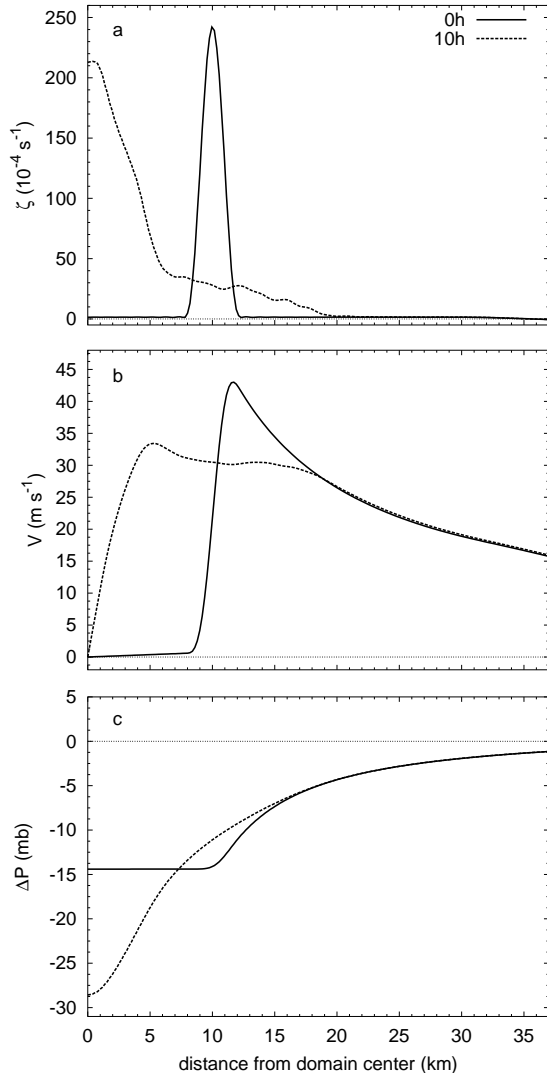 a
0h
10h
250
200
150
100
50
0
ζ (10⁻⁴ s⁻¹)
b
45
40
35
30
25
20
15
10
5
0
V (m s⁻¹)
c
5
0
-5
-10
-15
-20
-25
-30
ΔP (mb)
0 5 10 15 20 25 30 35
distance from domain center (km)